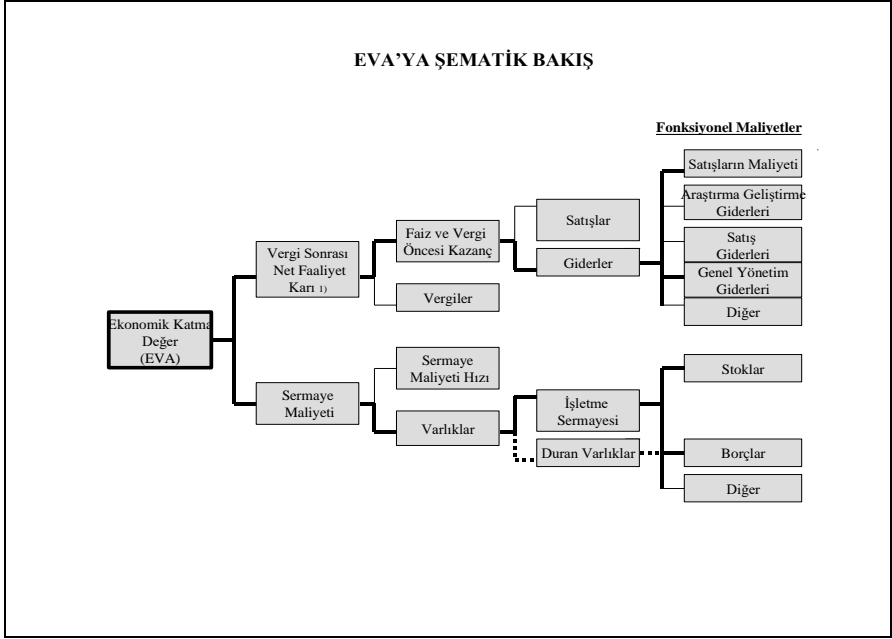 EVA'YA ŞEMATİK BAKIŞ
Fonksiyonel Maliyetler
Satışların Maliyeti
Araştırma Geliştirme
Giderleri
Satışlar
Faiz ve Vergi
Öncesi Kazanç
Satış
Giderleri
Vergi Sonrası
Net Faaliyet
Karı 1)
Giderler
Genel Yönetim
Giderleri
Vergiler
Diğer
Ekonomik Katma
Değer
(EVA)
Sermaye
Maliyeti Hızı
Stoklar
Sermaye
Maliyeti
İşletme
Sermayesi
Varlıklar
Duran Varlıklar
Borçlar
Diğer